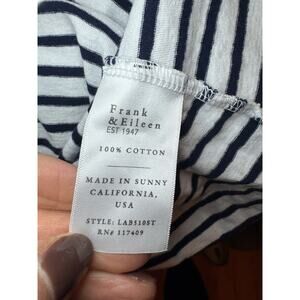 Frank
& Eileen
EST 1947
100% COTTON
MADE IN SUNNY
CALIFORNIA,
USA
STYLE: LAB510ST
RN# 117409